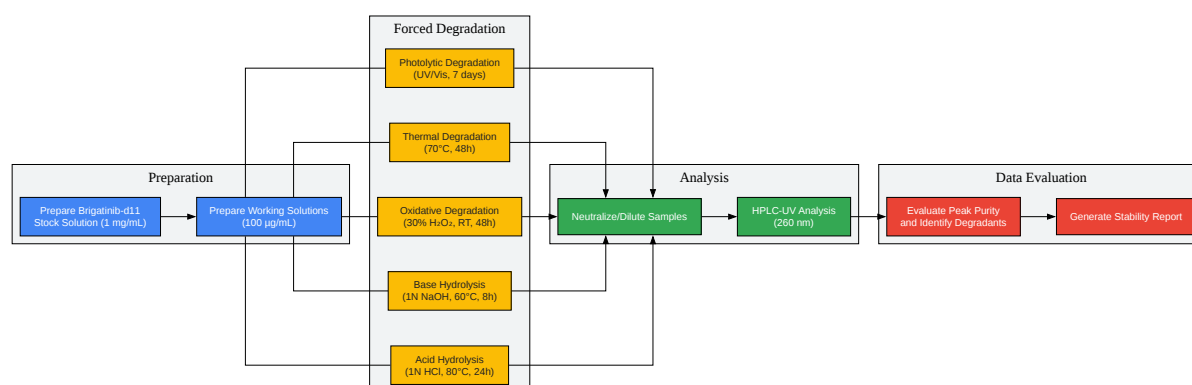 Preparation
Prepare Brigatinib-d11
Stock Solution (1 mg/mL)
Prepare Working Solutions
(100 µg/mL)
Forced Degradation
Photolytic Degradation
(UV/Vis, 7 days)
Thermal Degradation
(70°C, 48h)
Oxidative Degradation
(30% H₂O₂, RT, 48h)
Base Hydrolysis
(1N NaOH, 60°C, 8h)
Acid Hydrolysis
(1N HCl, 80°C, 24h)
Analysis
Neutralize/Dilute Samples
HPLC-UV Analysis
(260 nm)
Data Evaluation
Evaluate Peak Purity
and Identify Degradants
Generate Stability Report